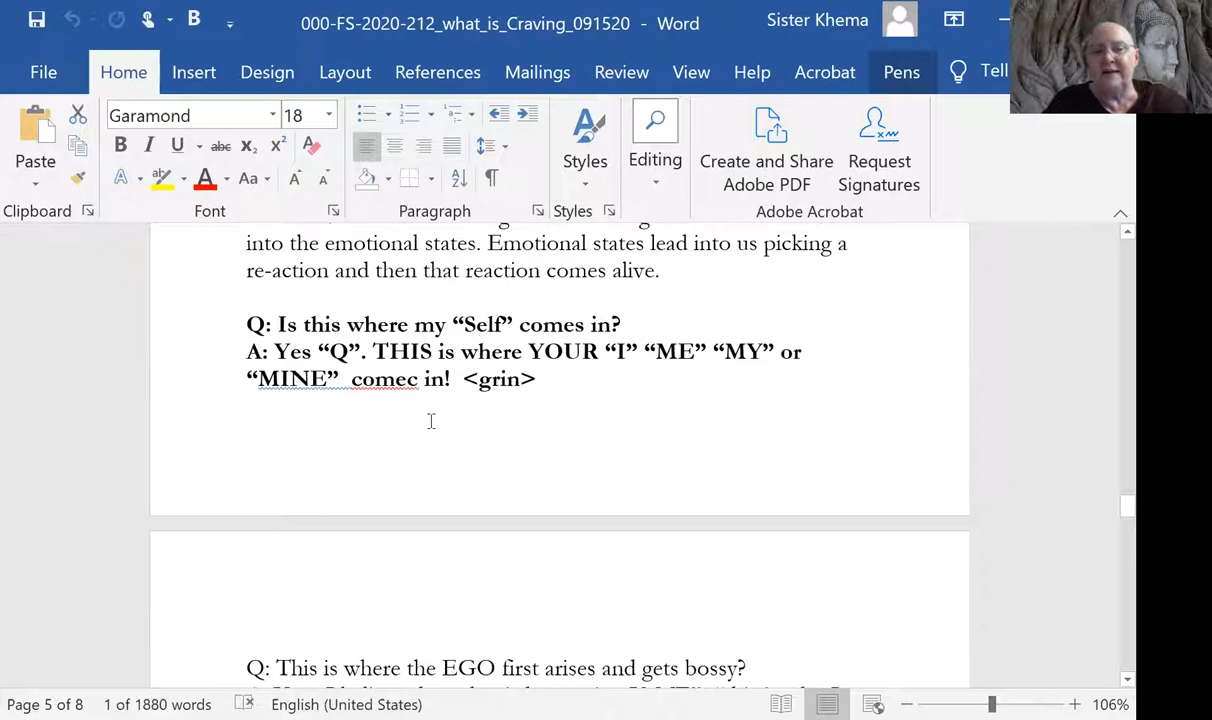 000-FS-2020-212_what_is_Craving_091520 - Word
Sister Khema
File Home Insert Design Layout References Mailings Review View Help Acrobat Pens Tell
Garamond 18
Paste
Styles
Editing
Create and Share Adobe PDF
Request Signatures
Clipboard Font Paragraph Styles Adobe Acrobat
into the emotional states. Emotional states lead into us picking a
re-action and then that reaction comes alive.
Q: Is this where my “Self” comes in?
A: Yes “Q”. THIS is where YOUR “I” “ME” “MY” or
“MINE” comec in! <grin>
Q: This is where the EGO first arises and gets bossy?
Page 5 of 8 1 of 1880 words English (United States) 106%